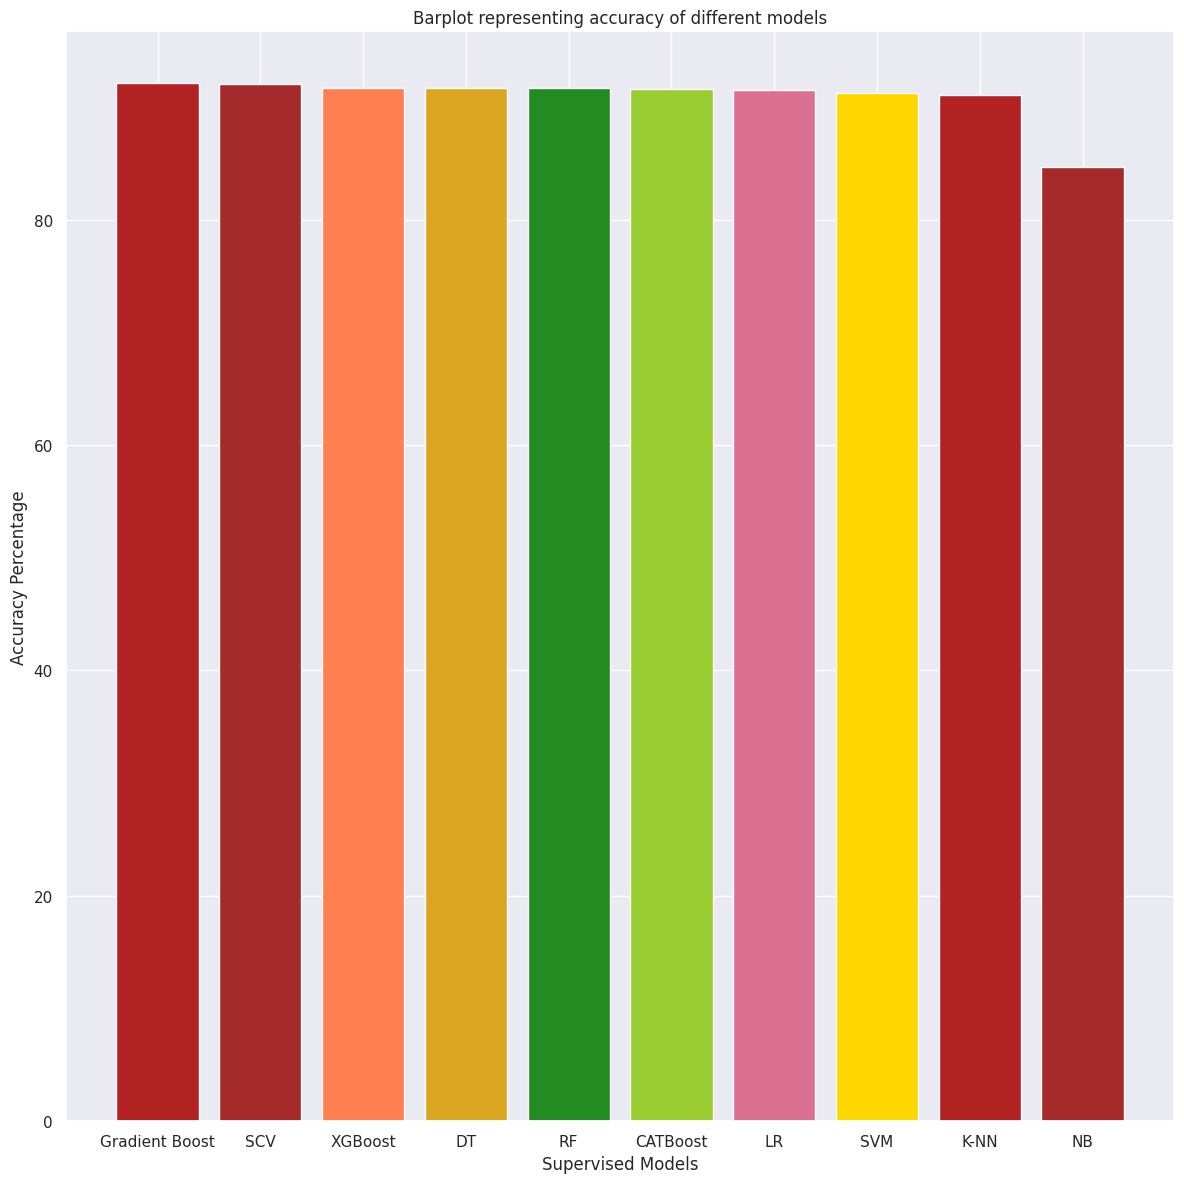 Barplot representing accuracy of different models
Accuracy Percentage
80
60
40
20
0
Gradient Boost SCV XGBoost DT RF CATBoost LR SVM K-NN NB
Supervised Models